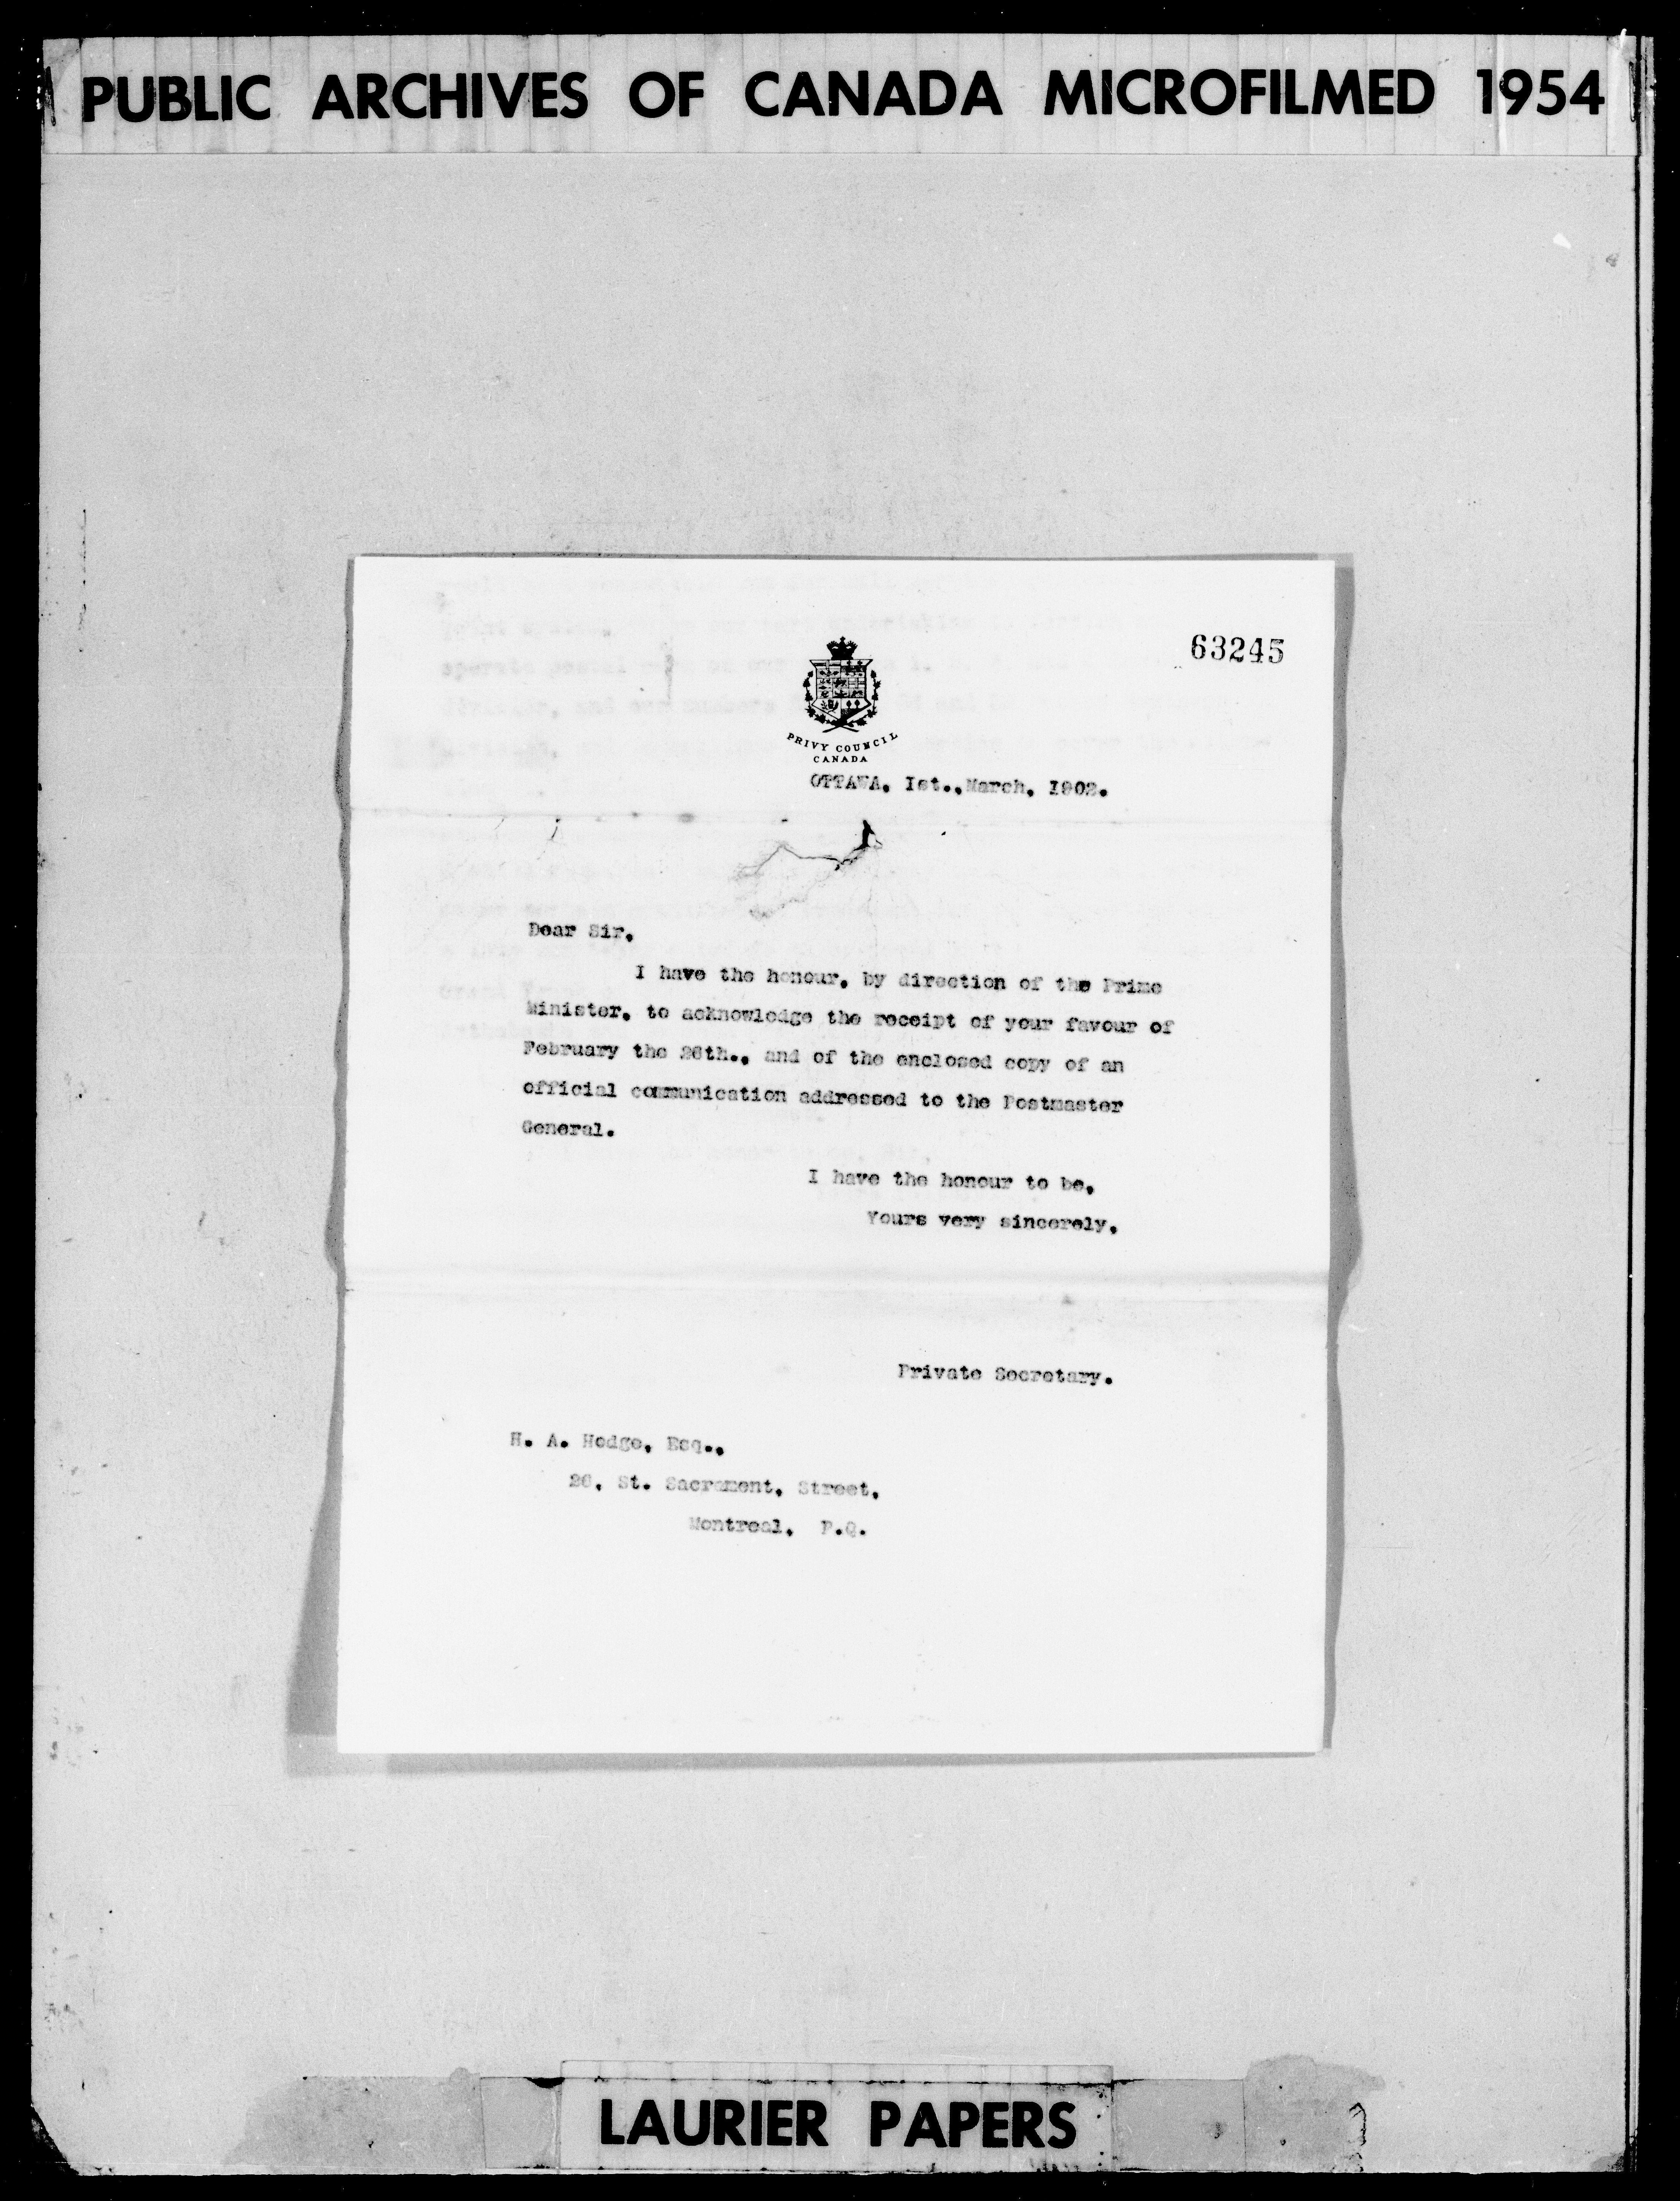 PUBLIC ARCHIVES OF CANADA MICROFILMED 1954
63245
PRIVY COUNCIL
CANADA
OTTAWA, 1st.,March, 1902.
Dear Sir,
I have the honour, by direction of the Prime
Minister, to acknowledge the receipt of your favour of
February the 26th., and of the enclosed copy of an
official communication addressed to the Postmaster
General.
I have the honour to be,
Yours very sincerely,
Private Secretary.
H. A. Hodge, Esq.,
26, St. Sacrament, Street,
Montreal, P.Q.
LAURIER PAPERS